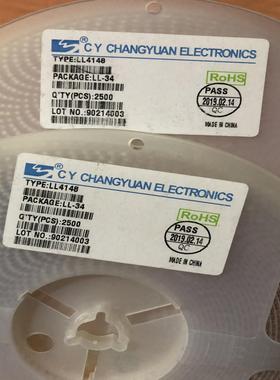 ® CY CHANGYUAN ELECTRONICS
TYPE:LL4148
PACKAGE:LL-34
RoHS
Q'TY(PCS):2500
PASS
2019.02.14
QC
LOT NO.:90214003
MADE IN CHINA
® CY CHANGYUAN ELECTRONICS
TYPE:LL4148
PACKAGE:LL-34
RoHS
Q'TY(PCS):2500
PASS
2019.02.14
QC
LOT NO.:90214003
MADE IN CHINA